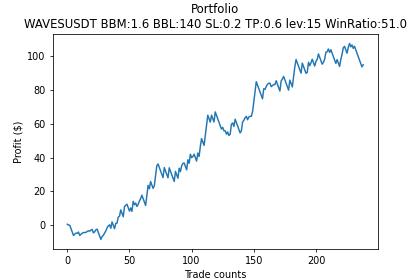 Portfolio
WAVESUSDT BBM:1.6 BBL:140 SL:0.2 TP:0.6 lev:15 WinRatio:51.0
Profit ($)
100
80
60
40
20
0
0 50 100 150 200
Trade counts